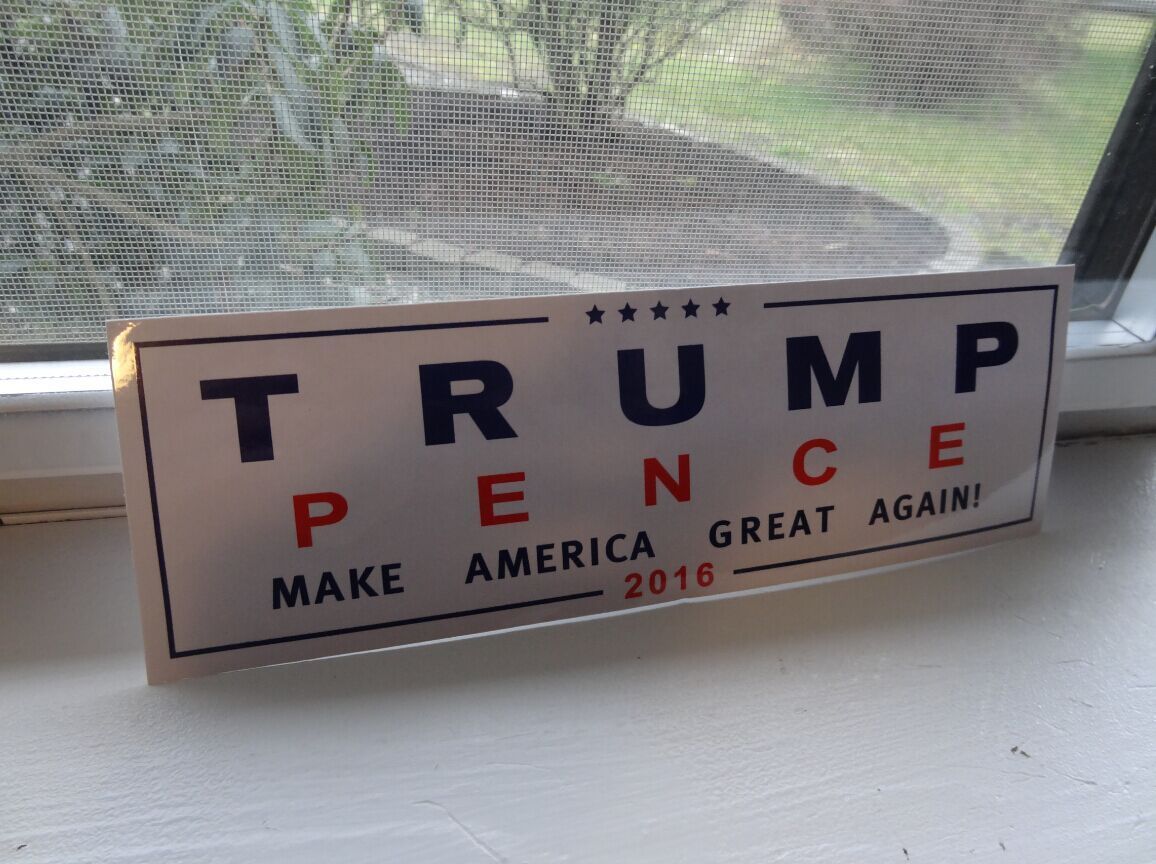 TRUMP
PENCE
MAKE AMERICA GREAT AGAIN!
2016